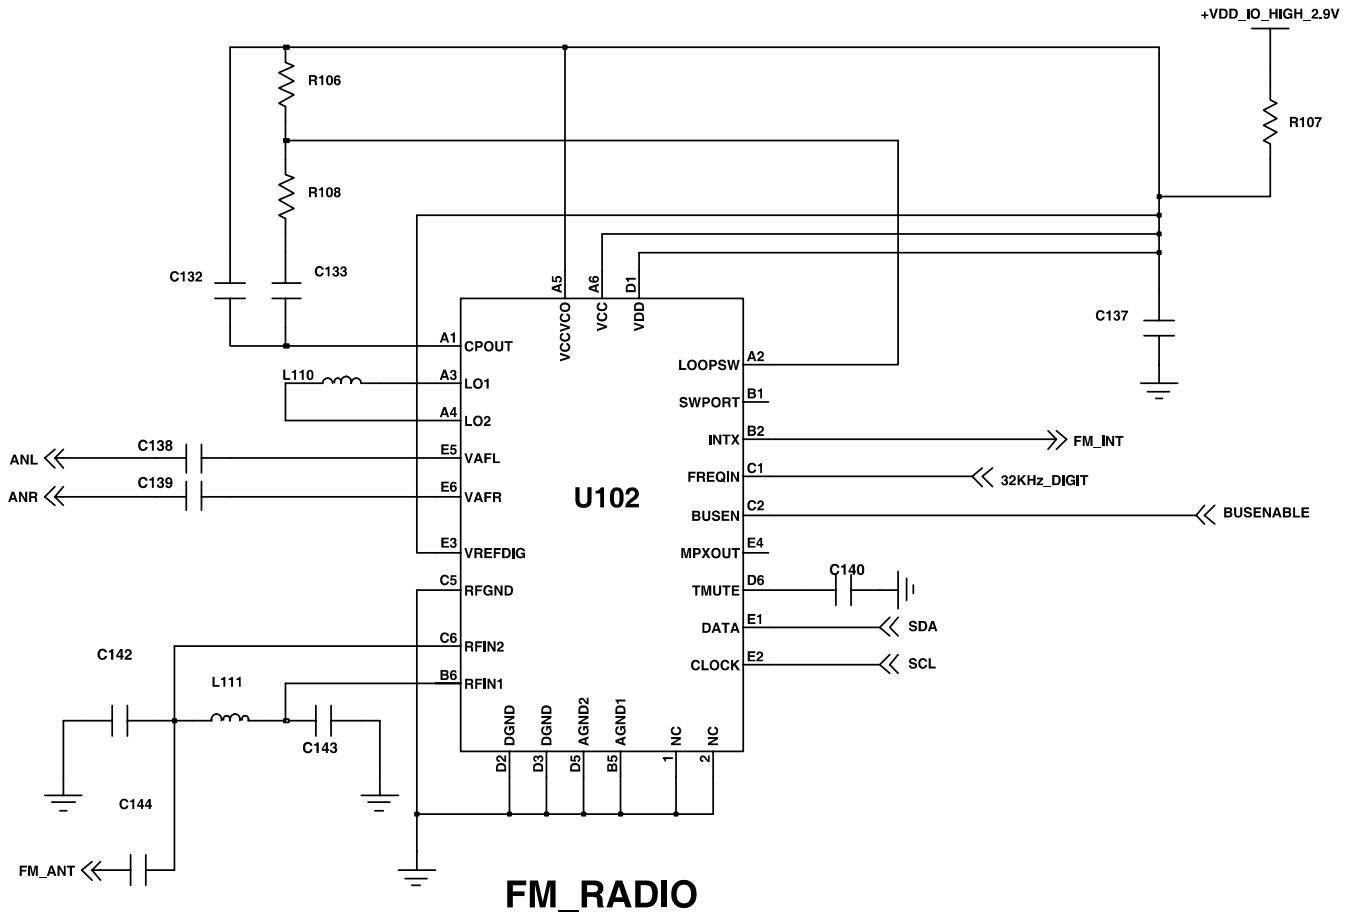 +VDD_IO_HIGH_2.9V
R106
R107
R108
C132
C133
A5
A6
D1
VCCVCO
VCC
VDD
C137
A1
CPOUT
A2
LOOPSW
L110
A3
LO1
B1
SWPORT
A4
LO2
B2
INTX
FM_INT
ANL
C138
E5
VAFL
C1
FREQIN
32KHz_DIGIT
ANR
C139
E6
VAFR
U102
C2
BUSEN
BUSENABLE
E3
VREFDIG
E4
MPXOUT
C5
RFGND
D6
TMUTE
C140
E1
DATA
SDA
C6
RFIN2
E2
CLOCK
SCL
C142
L111
B6
RFIN1
C143
DGND
DGND
AGND2
AGND1
NC
NC
D2
D3
D5
B5
1
2
C144
FM_ANT
FM_RADIO